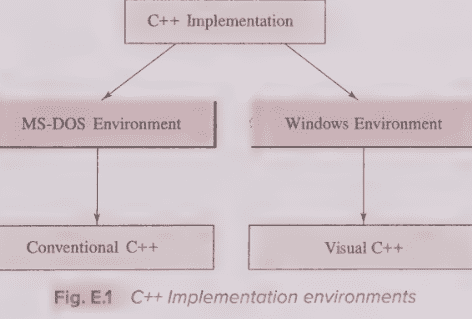 C++ Implementation
MS-DOS Environment
Windows Environment
Conventional C++
Visual C++
Fig. E.1 C++ Implementation environments